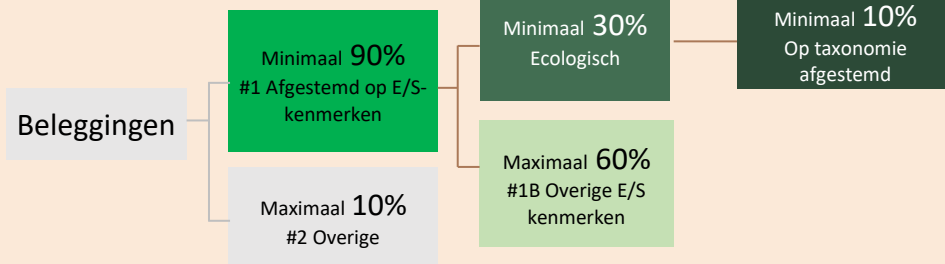 Beleggingen
Minimaal 90%
#1 Afgestemd op E/S-
kenmerken
Maximaal 10%
#2 Overige
Minimaal 30%
Ecologisch
Maximaal 60%
#1B Overige E/S
kenmerken
Minimaal 10%
Op taxonomie
afgestemd